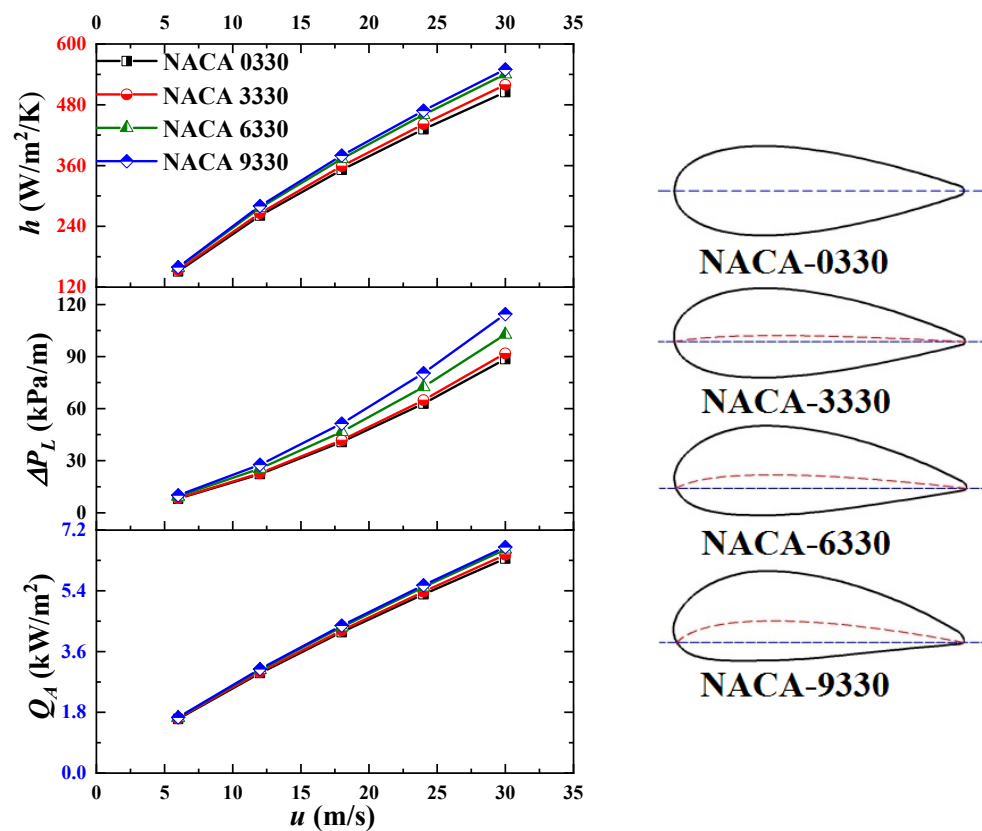 0 5 10 15 20 25 30 35
600
480
360
240
120
h (W/m²/K)
NACA 0330
NACA 3330
NACA 6330
NACA 9330
120
90
60
30
0
ΔP_L (kPa/m)
7.2
5.4
3.6
1.8
0.0
Q_A (kW/m²)
0 5 10 15 20 25 30 35
u (m/s)
NACA-0330
NACA-3330
NACA-6330
NACA-9330